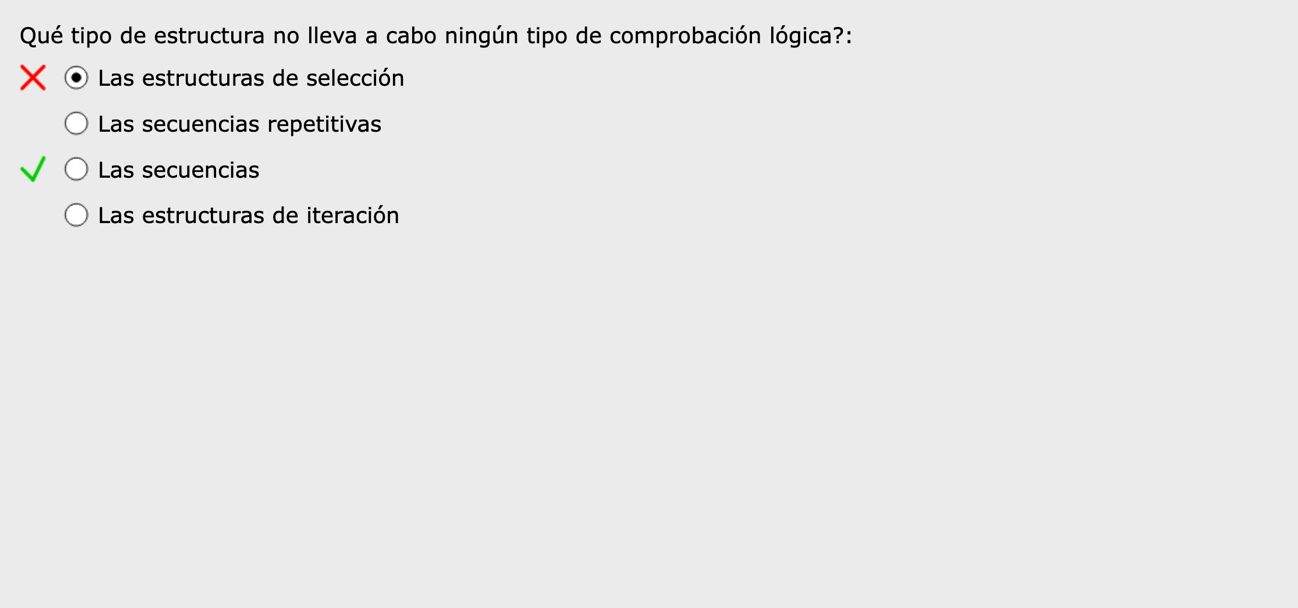 Qué tipo de estructura no lleva a cabo ningún tipo de comprobación lógica?:
Las estructuras de selección
Las secuencias repetitivas
Las secuencias
Las estructuras de iteración